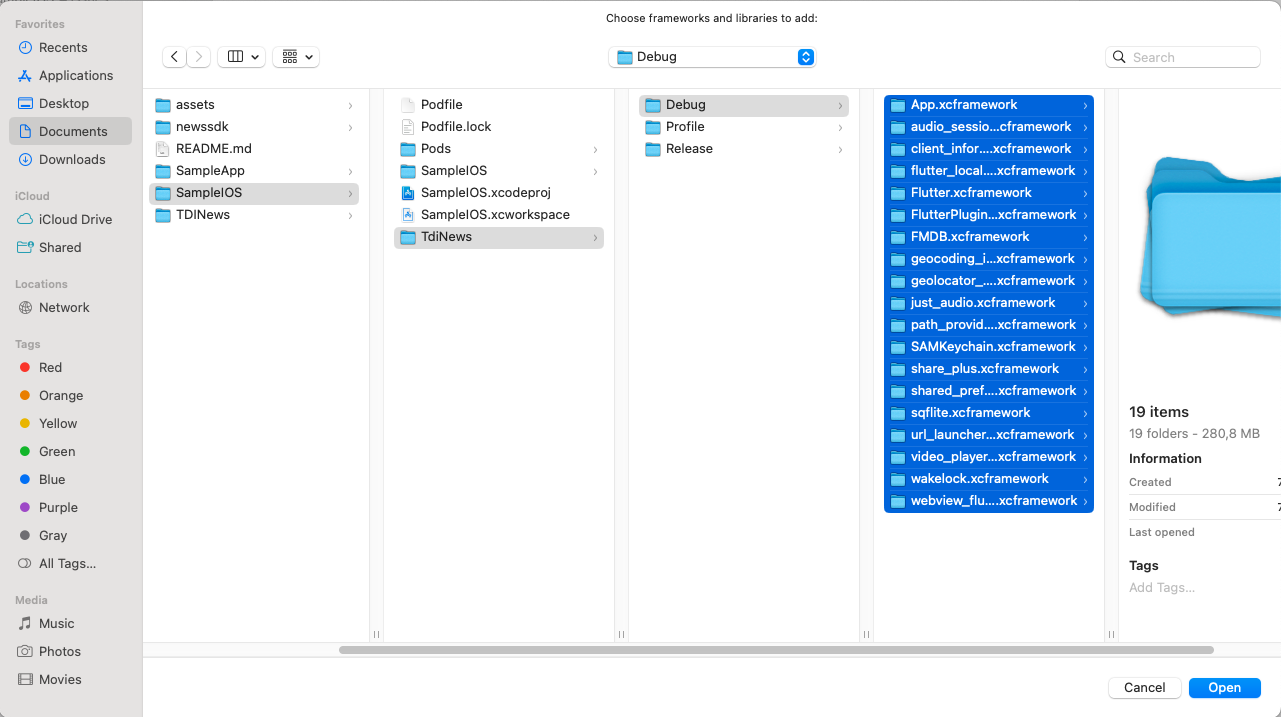 Choose frameworks and libraries to add:
Favorites
Recents
Applications
Desktop
Documents
Downloads
iCloud
iCloud Drive
Shared
Locations
Network
Tags
Red
Orange
Yellow
Green
Blue
Purple
Gray
All Tags...
Media
Music
Photos
Movies
Debug
Search
assets
newssdk
README.md
SampleApp
SampleIOS
TDINews
Podfile
Podfile.lock
Pods
SampleIOS
SampleIOS.xcodeproj
SampleIOS.xcworkspace
TdiNews
Debug
Profile
Release
App.xcframework
audio_sessio...cframework
client_infor....xcframework
flutter_local....xcframework
Flutter.xcframework
FlutterPlugin...xcframework
FMDB.xcframework
geocoding_i...xcframework
geolocator_....xcframework
just_audio.xcframework
path_provid....xcframework
SAMKeychain.xcframework
share_plus.xcframework
shared_pref....xcframework
sqflite.xcframework
url_launcher...xcframework
video_player...xcframework
wakelock.xcframework
webview_flu....xcframework
19 items
19 folders - 280,8 MB
Information
Created
Modified
Last opened
Tags
Add Tags...
Cancel
Open